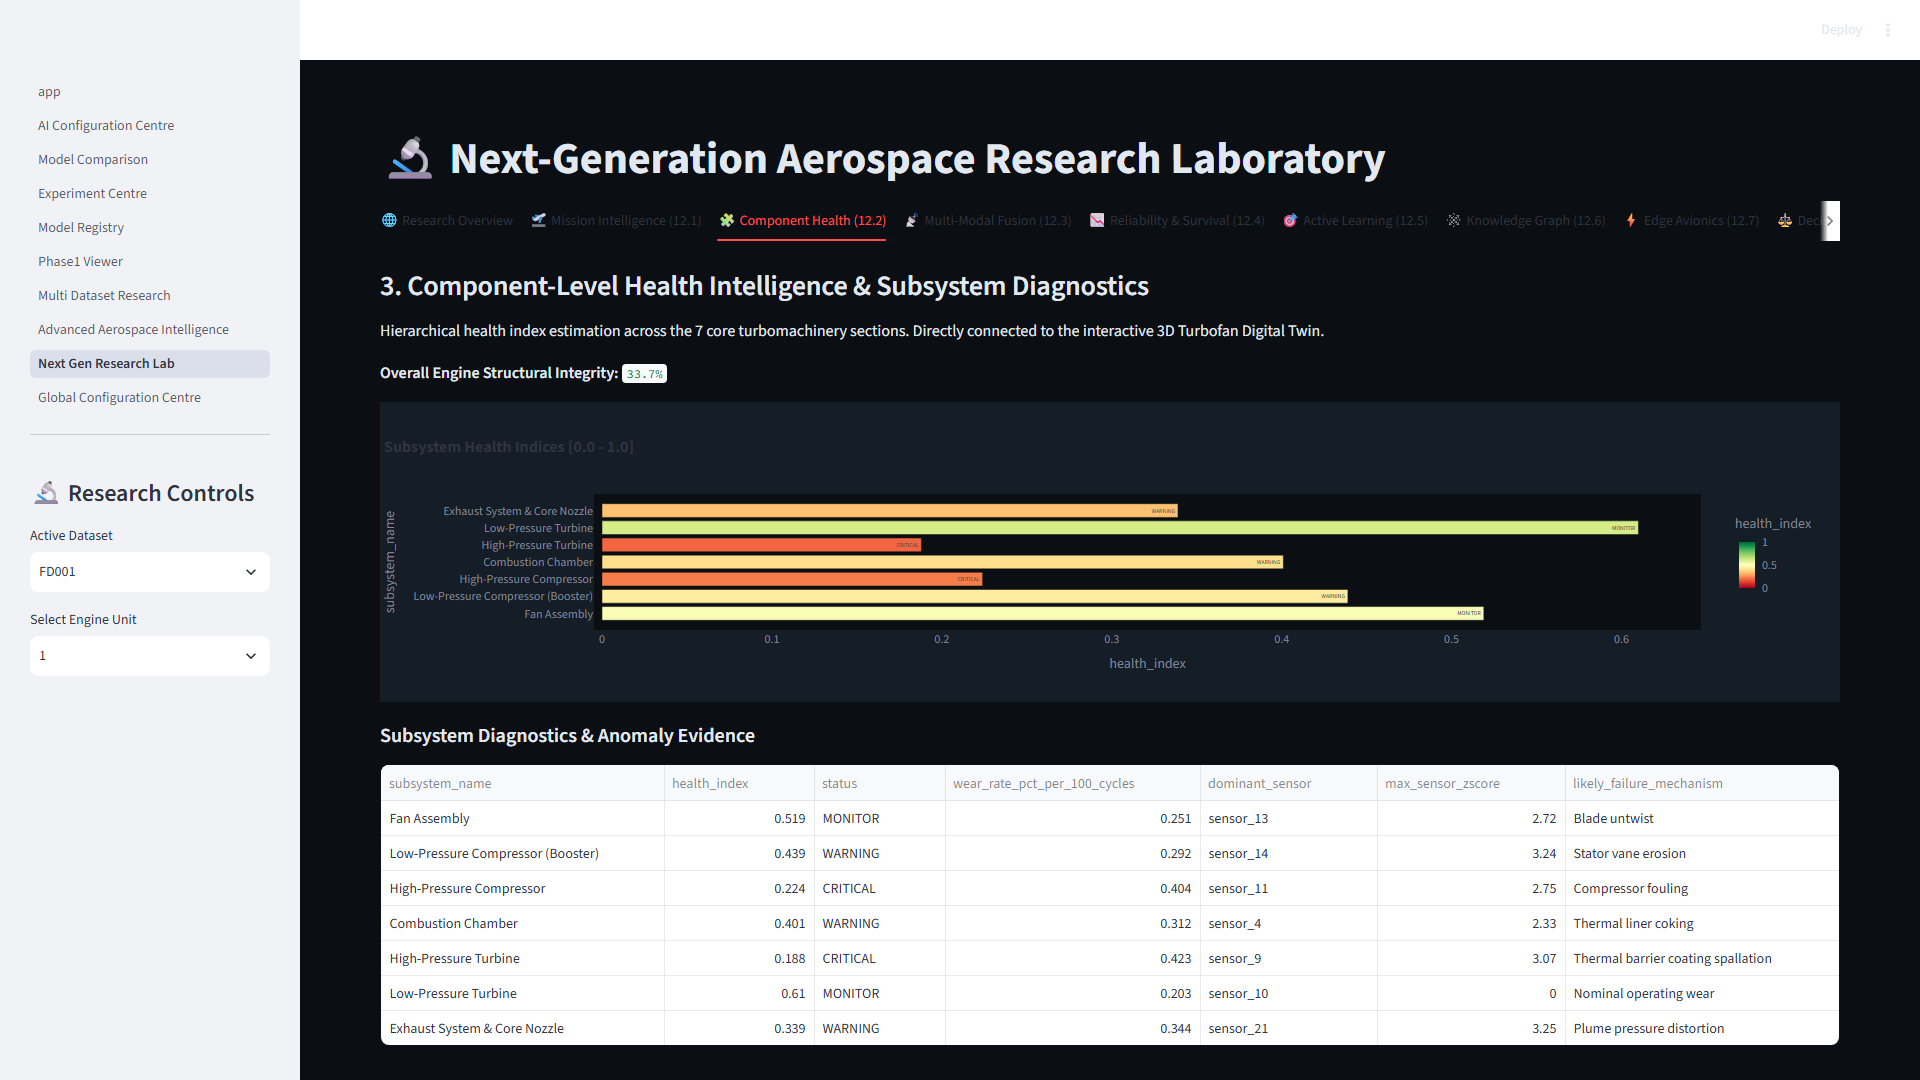 Deploy
app
AI Configuration Centre
Model Comparison
Experiment Centre
Model Registry
Phase1 Viewer
Multi Dataset Research
Advanced Aerospace Intelligence
Next Gen Research Lab
Global Configuration Centre
Research Controls
Active Dataset
FD001
Select Engine Unit
1
Next-Generation Aerospace Research Laboratory
Research Overview Mission Intelligence (12.1) Component Health (12.2) Multi-Modal Fusion (12.3) Reliability & Survival (12.4) Active Learning (12.5) Knowledge Graph (12.6) Edge Avionics (12.7)
3. Component-Level Health Intelligence & Subsystem Diagnostics
Hierarchical health index estimation across the 7 core turbomachinery sections. Directly connected to the interactive 3D Turbofan Digital Twin.
Overall Engine Structural Integrity: 33.7%
Subsystem Health Indices [0.0 - 1.0]
subsystem_name
Exhaust System & Core Nozzle WARNING
Low-Pressure Turbine MONITOR
High-Pressure Turbine CRITICAL
Combustion Chamber WARNING
High-Pressure Compressor CRITICAL
Low-Pressure Compressor (Booster) WARNING
Fan Assembly MONITOR
0 0.1 0.2 0.3 0.4 0.5 0.6
health_index
health_index
1
0.5
0
Subsystem Diagnostics & Anomaly Evidence
subsystem_name health_index status wear_rate_pct_per_100_cycles dominant_sensor max_sensor_zscore likely_failure_mechanism
Fan Assembly 0.519 MONITOR 0.251 sensor_13 2.72 Blade untwist
Low-Pressure Compressor (Booster) 0.439 WARNING 0.292 sensor_14 3.24 Stator vane erosion
High-Pressure Compressor 0.224 CRITICAL 0.404 sensor_11 2.75 Compressor fouling
Combustion Chamber 0.401 WARNING 0.312 sensor_4 2.33 Thermal liner coking
High-Pressure Turbine 0.188 CRITICAL 0.423 sensor_9 3.07 Thermal barrier coating spallation
Low-Pressure Turbine 0.61 MONITOR 0.203 sensor_10 0 Nominal operating wear
Exhaust System & Core Nozzle 0.339 WARNING 0.344 sensor_21 3.25 Plume pressure distortion